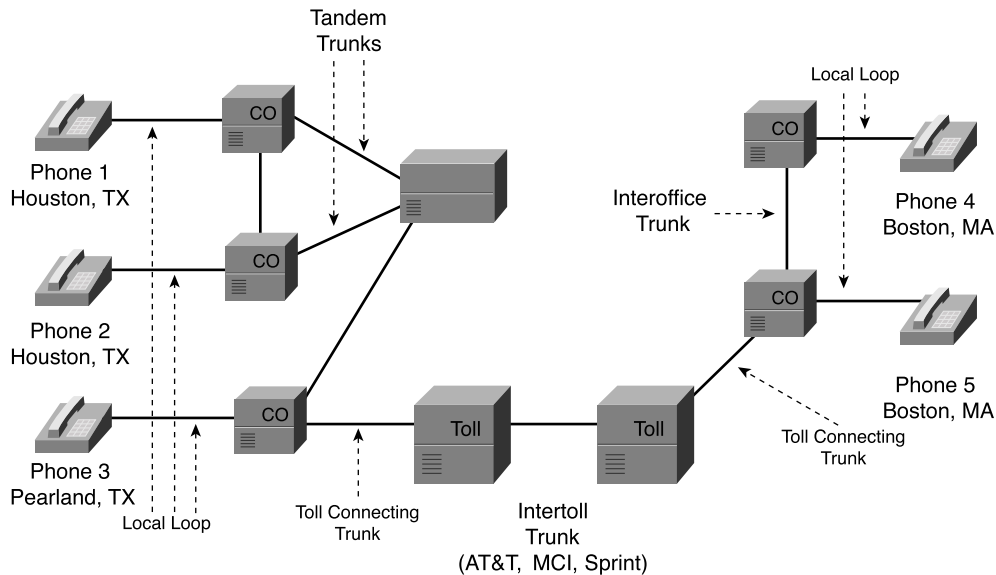 Tandem
Trunks
Local Loop
CO
CO
Phone 1
Houston, TX
Interoffice
Trunk
Phone 4
Boston, MA
CO
CO
Phone 2
Houston, TX
Phone 5
Boston, MA
CO
Toll
Toll
Toll Connecting
Trunk
Phone 3
Pearland, TX
Local Loop
Toll Connecting
Trunk
Intertoll
Trunk
(AT&T, MCI, Sprint)